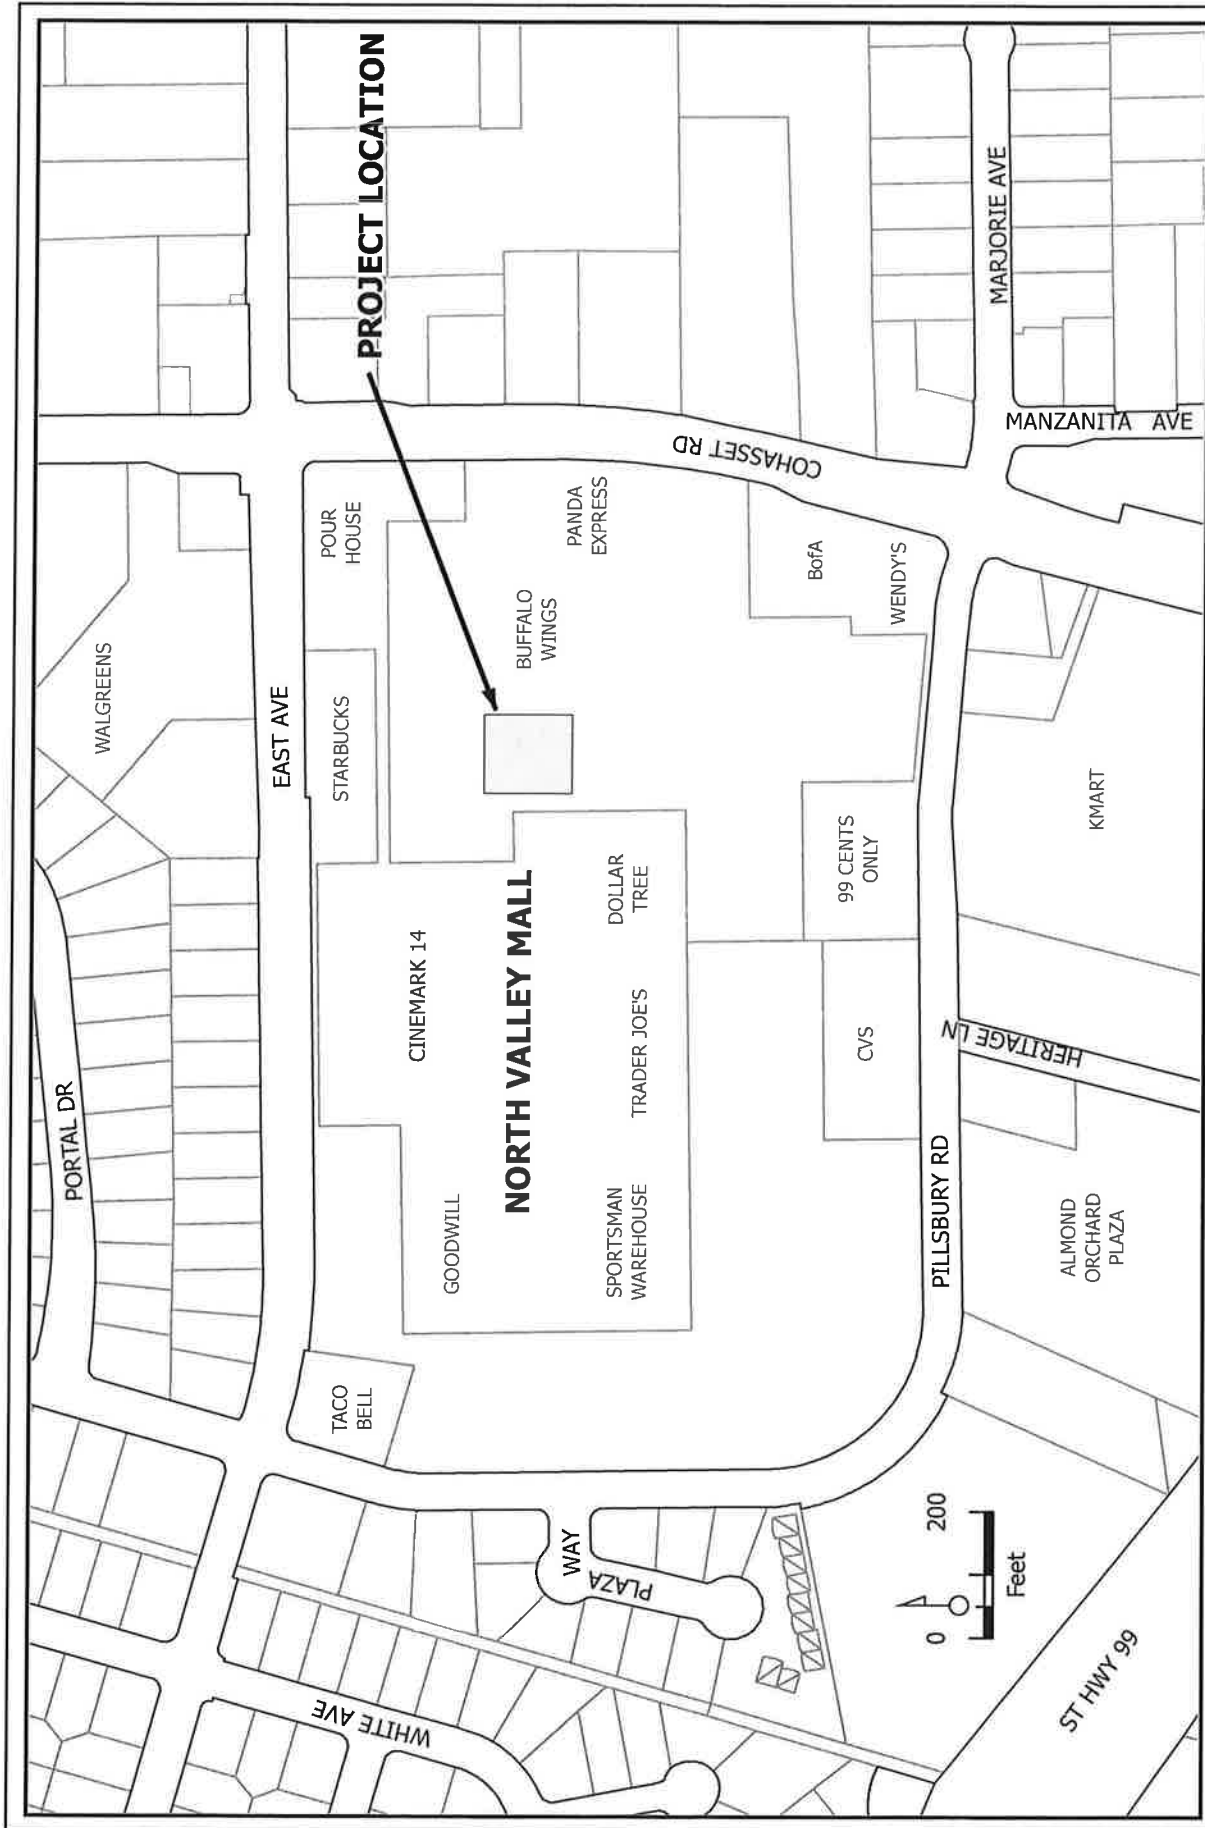 PORTAL DR
WALGREENS
EAST AVE
TACO
BELL
STARBUCKS
POUR
HOUSE
PROJECT LOCATION
WHITE AVE
GOODWILL
CINEMARK 14
NORTH VALLEY MALL
BUFFALO
WINGS
PANDA
EXPRESS
WAY
PLAZA
SPORTSMAN
WAREHOUSE
TRADER JOE'S
DOLLAR
TREE
COHASSET RD
BofA
WENDY'S
99 CENTS
ONLY
CVS
PILLSBURY RD
MARJORIE AVE
MANZANITA AVE
HERITAGE LN
KMART
ALMOND
ORCHARD
PLAZA
0 200
Feet
ST HWY 99